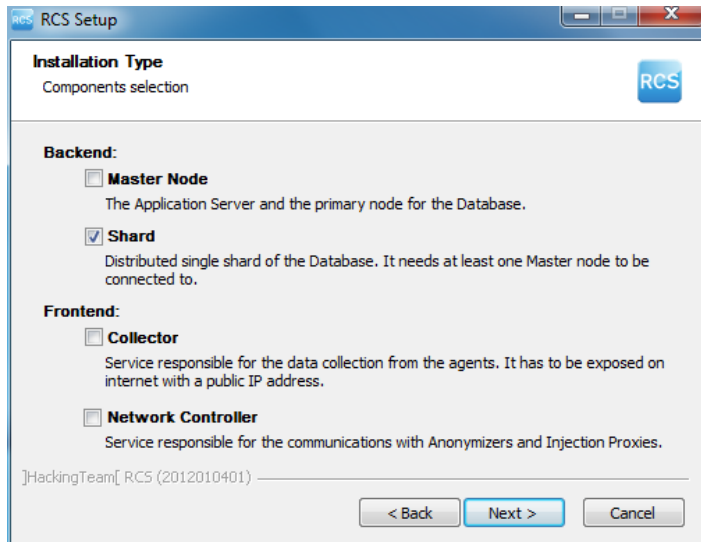 RCS RCS Setup
Installation Type
Components selection
RCS
Backend:
Master Node
The Application Server and the primary node for the Database.
Shard
Distributed single shard of the Database. It needs at least one Master node to be
connected to.
Frontend:
Collector
Service responsible for the data collection from the agents. It has to be exposed on
internet with a public IP address.
Network Controller
Service responsible for the communications with Anonymizers and Injection Proxies.
]HackingTeam[ RCS (2012010401)
< Back Next > Cancel